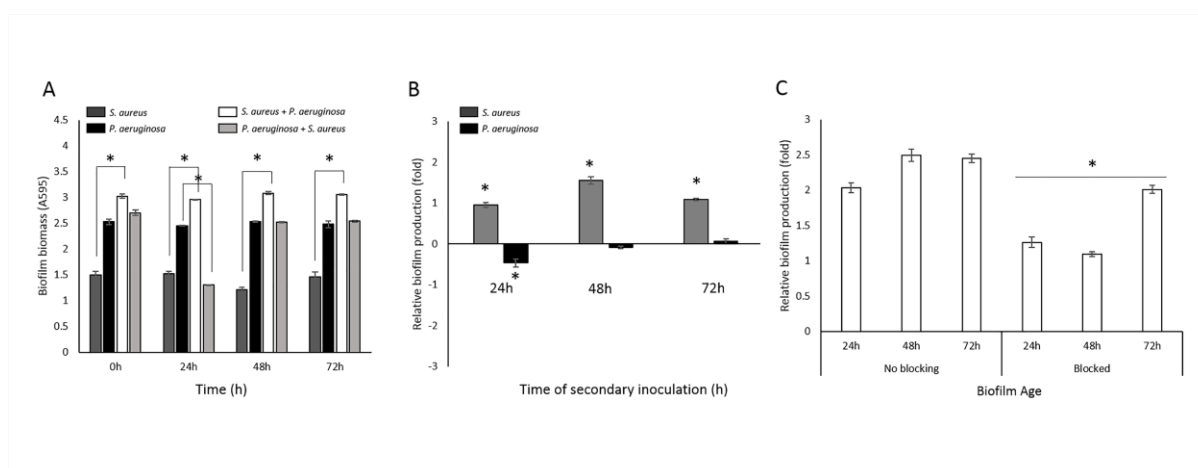 A
S. aureus
P. aeruginosa
S. aureus + P. aeruginosa
P. aeruginosa + S. aureus
Biofilm biomass (A595)
4.5
4
3.5
3
2.5
2
1.5
1
0.5
0
* * * * *
0h 24h 48h 72h
Time (h)
B
S. aureus
P. aeruginosa
Relative biofilm production (fold)
3
2
1
0
-1
-2
-3
* * *
*
24h 48h 72h
Time of secondary inoculation (h)
C
Relative biofilm production (fold)
3
2.5
2
1.5
1
0.5
0
*
24h 48h 72h 24h 48h 72h
No blocking Blocked
Biofilm Age